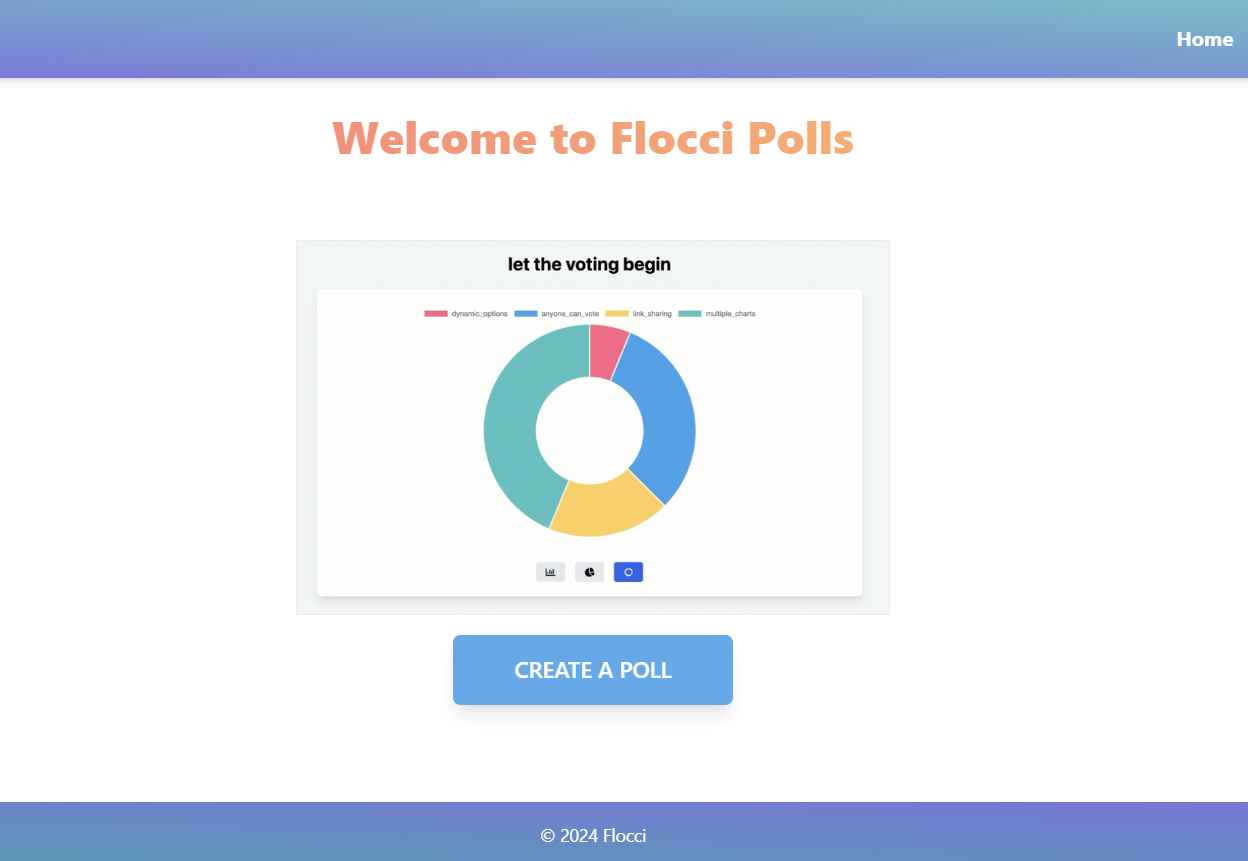 Home
Welcome to Flocci Polls
let the voting begin
dynamic_options anyone_can_vote link_sharing multiple_charts
CREATE A POLL
© 2024 Flocci